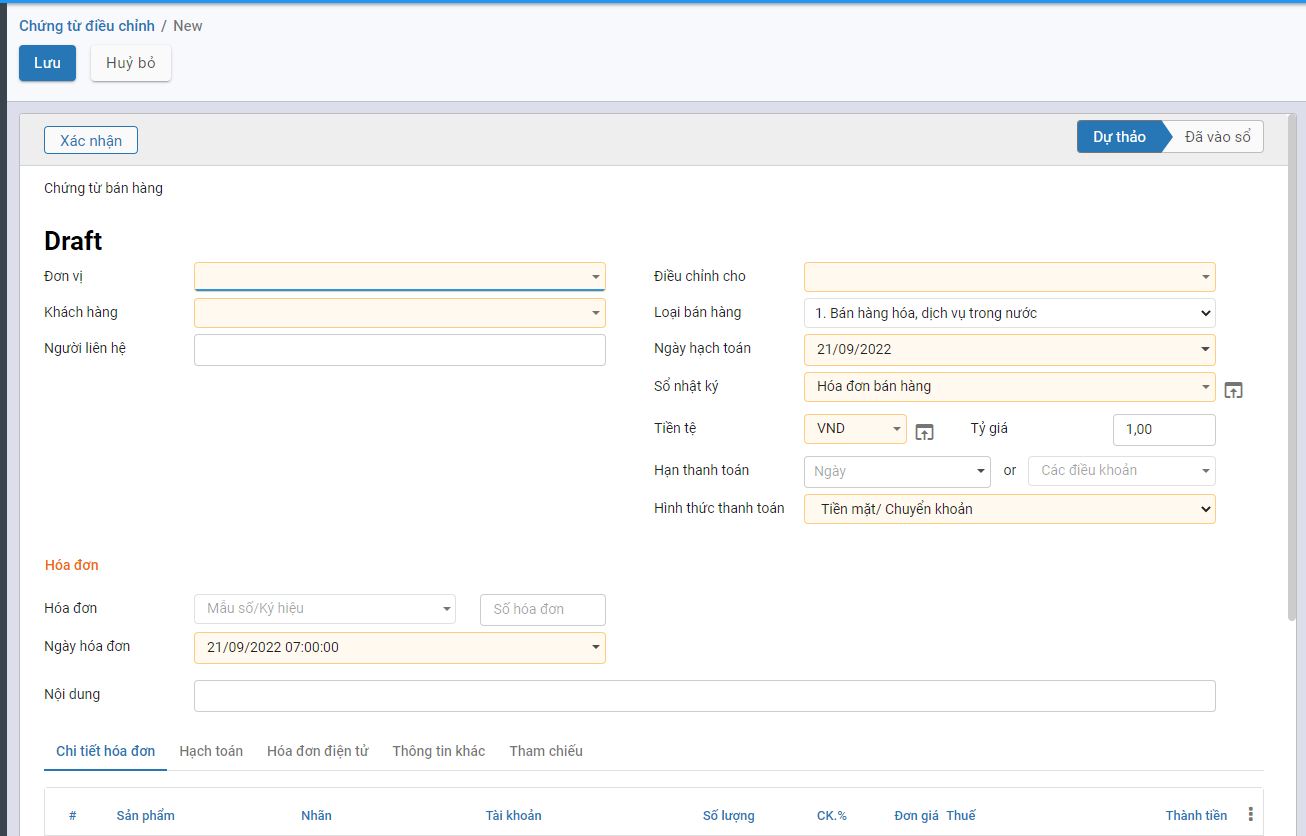 Chứng từ điều chỉnh / New
Lưu Huỷ bỏ
Xác nhận Dự thảo Đã vào sổ
Chứng từ bán hàng
Draft
Đơn vị Điều chỉnh cho
Khách hàng Loại bán hàng 1. Bán hàng hóa, dịch vụ trong nước
Người liên hệ Ngày hạch toán 21/09/2022
Sổ nhật ký Hóa đơn bán hàng
Tiền tệ VND Tỷ giá 1,00
Hạn thanh toán Ngày or Các điều khoản
Hình thức thanh toán Tiền mặt/ Chuyển khoản
Hóa đơn
Hóa đơn Mẫu số/Ký hiệu Số hóa đơn
Ngày hóa đơn 21/09/2022 07:00:00
Nội dung
Chi tiết hóa đơn Hạch toán Hóa đơn điện tử Thông tin khác Tham chiếu
# Sản phẩm Nhãn Tài khoản Số lượng CK.% Đơn giá Thuế Thành tiền